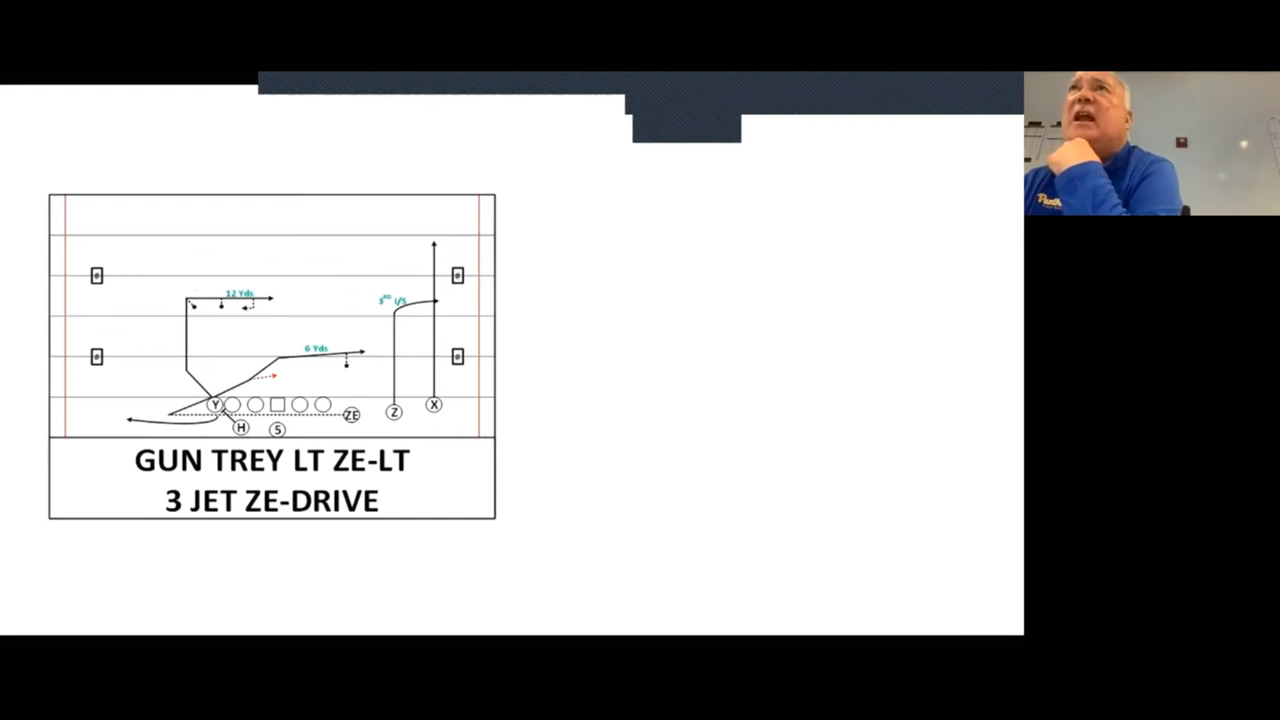 12 Yds
3RD I/S
6 Yds
Y
ZE
Z
X
H
5
GUN TREY LT ZE-LT
3 JET ZE-DRIVE